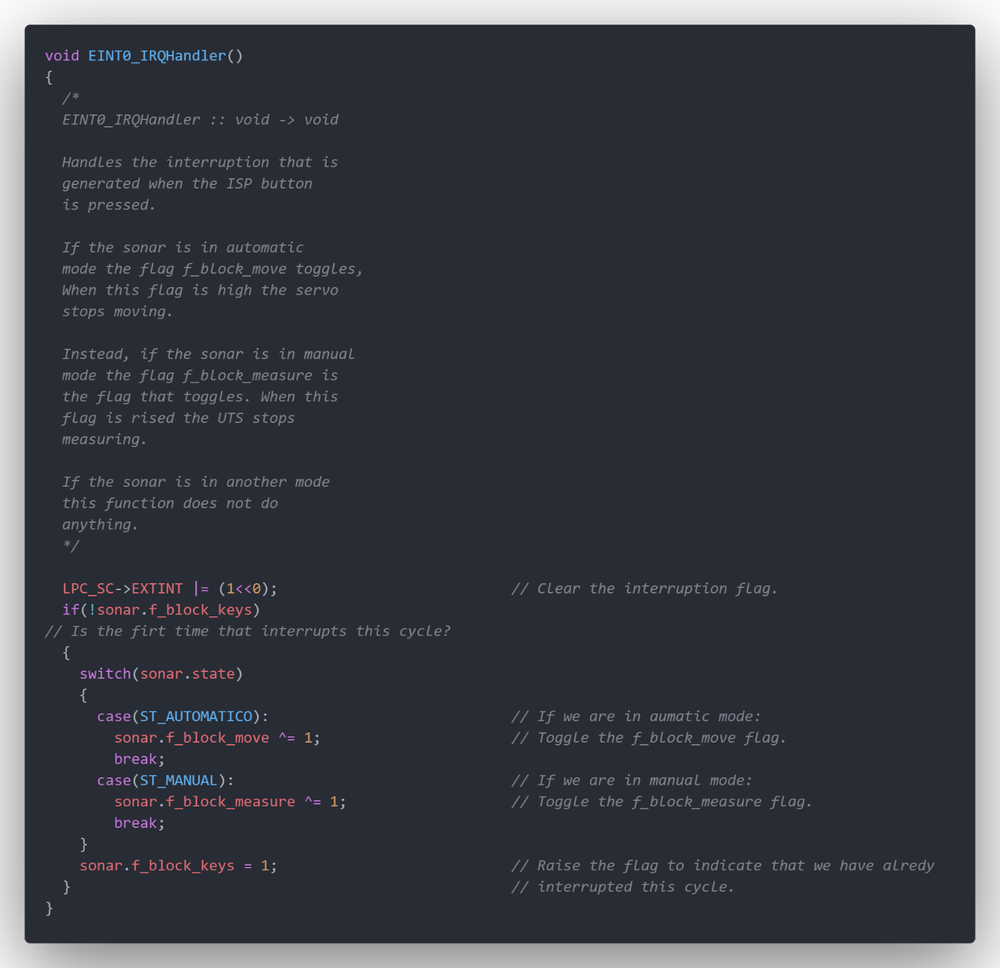 void EINT0_IRQHandler()
{
  /*
  EINT0_IRQHandler :: void -> void

  Handles the interruption that is
  generated when the ISP button
  is pressed.

  If the sonar is in automatic
  mode the flag f_block_move toggles,
  When this flag is high the servo
  stops moving.

  Instead, if the sonar is in manual
  mode the flag f_block_measure is
  the flag that toggles. When this
  flag is rised the UTS stops
  measuring.

  If the sonar is in another mode
  this function does not do
  anything.
  */

  LPC_SC->EXTINT |= (1<<0);                           // Clear the interruption flag.
  if(!sonar.f_block_keys)
// Is the firt time that interrupts this cycle?
  {
    switch(sonar.state)
    {
      case(ST_AUTOMATICO):                            // If we are in aumatic mode:
        sonar.f_block_move ^= 1;                      // Toggle the f_block_move flag.
        break;
      case(ST_MANUAL):                                // If we are in manual mode:
        sonar.f_block_measure ^= 1;                   // Toggle the f_block_measure flag.
        break;
    }
    sonar.f_block_keys = 1;                           // Raise the flag to indicate that we have alredy
  }                                                   // interrupted this cycle.
}